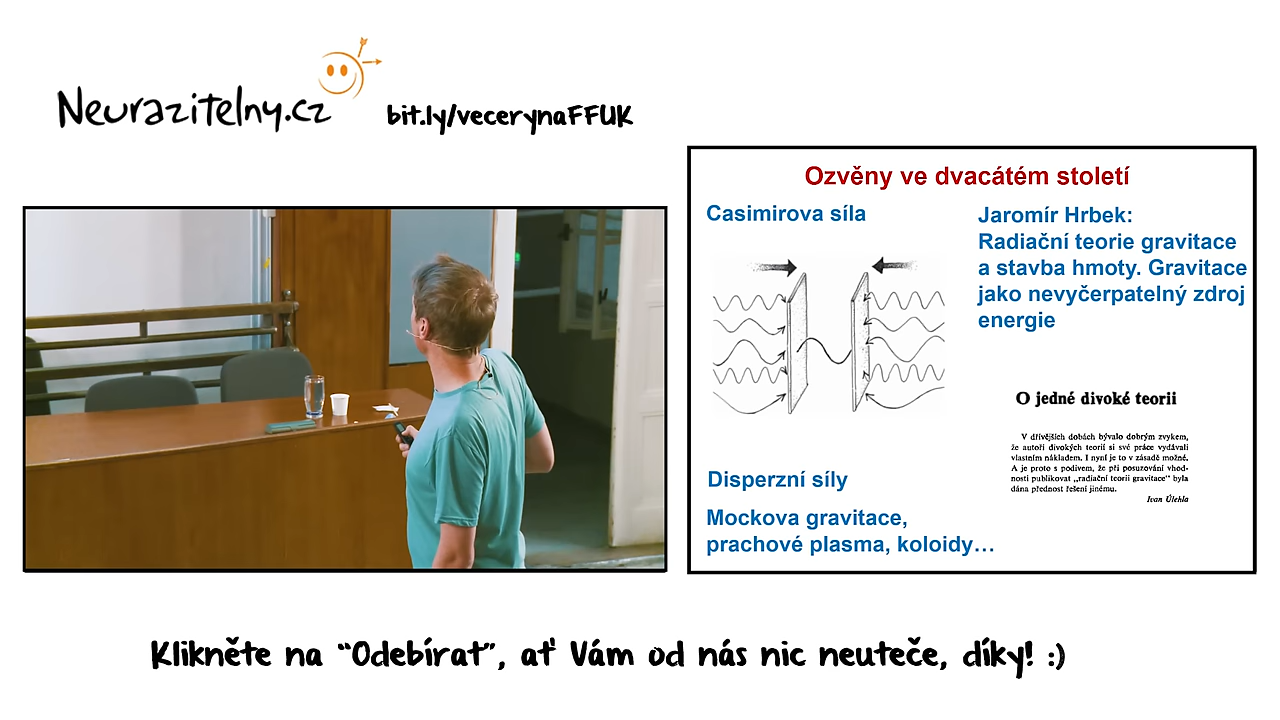 Neurazitelny.cz
bit.ly/vecerynaFFUK
Ozvěny ve dvacátém století
Casimirova síla
Jaromír Hrbek:
Radiační teorie gravitace
a stavba hmoty. Gravitace
jako nevyčerpatelný zdroj
energie
O jedné divoké teorii
V dřívějších dobách bývalo dobrým zvykem,
že autoři divokých teorií si své práce vydávali
vlastním nákladem. I nyní je to v zásadě možné.
A je proto s podivem, že při posuzování vhod-
nosti publikovat „radiační teorii gravitace" byla
dána přednost řešení jinému.
Ivan Úlehla
Disperzní síly
Mockova gravitace,
prachové plasma, koloidy…
Klikněte na “Odebírat”, ať Vám od nás nic neuteče, díky! :)